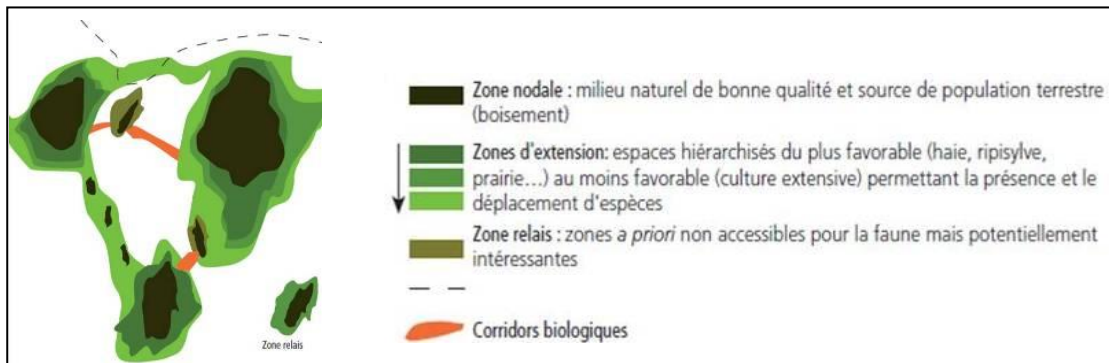 Zone nodale : milieu naturel de bonne qualité et source de population terrestre
(boisement)
Zones d'extension: espaces hiérarchisés du plus favorable (haie, ripisylve,
prairie...) au moins favorable (culture extensive) permettant la présence et le
déplacement d'espèces
Zone relais : zones a priori non accessibles pour la faune mais potentiellement
intéressantes
Corridors biologiques
Zone relais